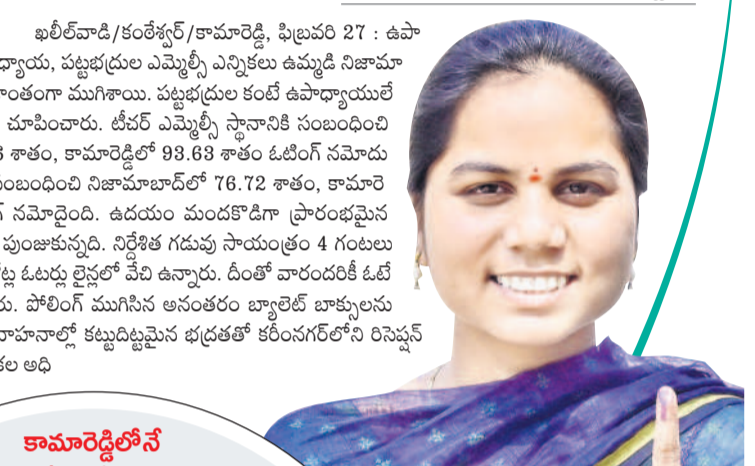 ఖలీల్‌వాడి/కంఠేశ్వర్/కామారెడ్డి, ఫిబ్రవరి 27 : ఉపా
ధ్యాయ, పట్టభద్రుల ఎమ్మెల్సీ ఎన్నికలు ఉమ్మడి నిజామా
ాంతంగా ముగిశాయి. పట్టభద్రుల కంటే ఉపాధ్యాయులే
చూపించారు. టీచర్ ఎమ్మెల్సీ స్థానానికి సంబంధించి
శాతం, కామారెడ్డిలో 93.63 శాతం ఓటింగ్ నమోదు
సంబంధించి నిజామాబాద్‌లో 76.72 శాతం, కామారె
నమోదైంది. ఉదయం మందకొడిగా ప్రారంభమైన
పుంజుకున్నది. నిర్దేశిత గడువు సాయంత్రం 4 గంటలు
ఓటర్లు లైన్లలో వేచి ఉన్నారు. దీంతో వారందరికీ ఓటే
రు. పోలింగ్ ముగిసిన అనంతరం బ్యాలెట్ బాక్సులను
వాహనాల్లో కట్టుదిట్టమైన భద్రతతో కరీంనగర్‌లోని రిసెప్షన్
కల అధి
కామారెడ్డిలోనే